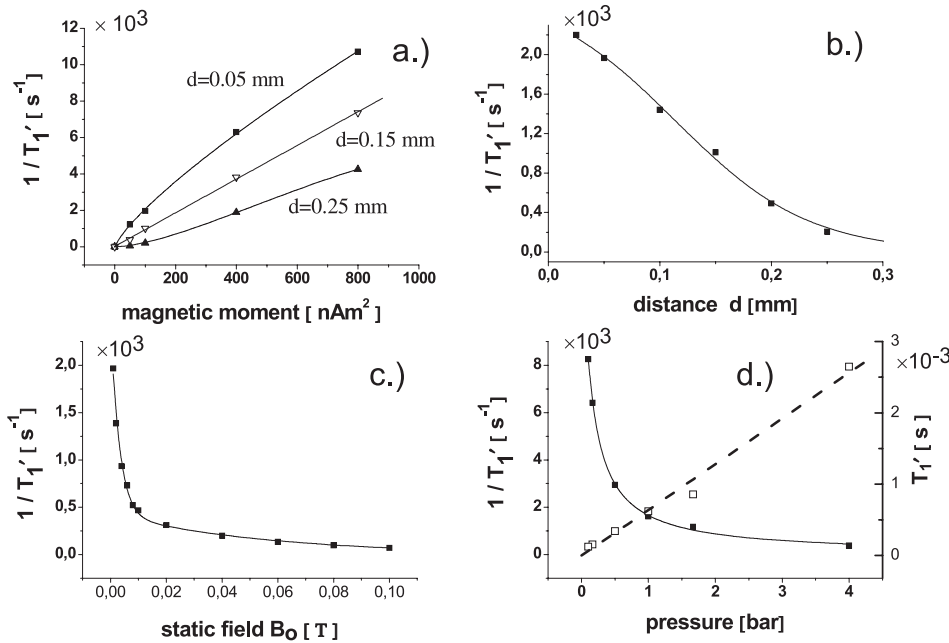 × 10³
a.)
12
10
8
6
4
2
0
1 / T₁′ [ s⁻¹ ]
d=0.05 mm
d=0.15 mm
d=0.25 mm
0 200 400 600 800 1000
magnetic moment [ nAm² ]
×10³
b.)
2,4
2,0
1,6
1,2
0,8
0,4
0,0
1 / T₁′ [ s⁻¹ ]
0,0 0,1 0,2 0,3
distance d [mm]
×10³
c.)
2,0
1,5
1,0
0,5
0,0
1 / T₁′ [ s⁻¹ ]
0,00 0,02 0,04 0,06 0,08 0,10
static field B₀ [ T ]
×10³
d.)
8
6
4
2
0
1 / T₁′ [ s⁻¹ ]
3
×10⁻³
2
1
0
T₁′ [ s ]
0 1 2 3 4
pressure [bar]